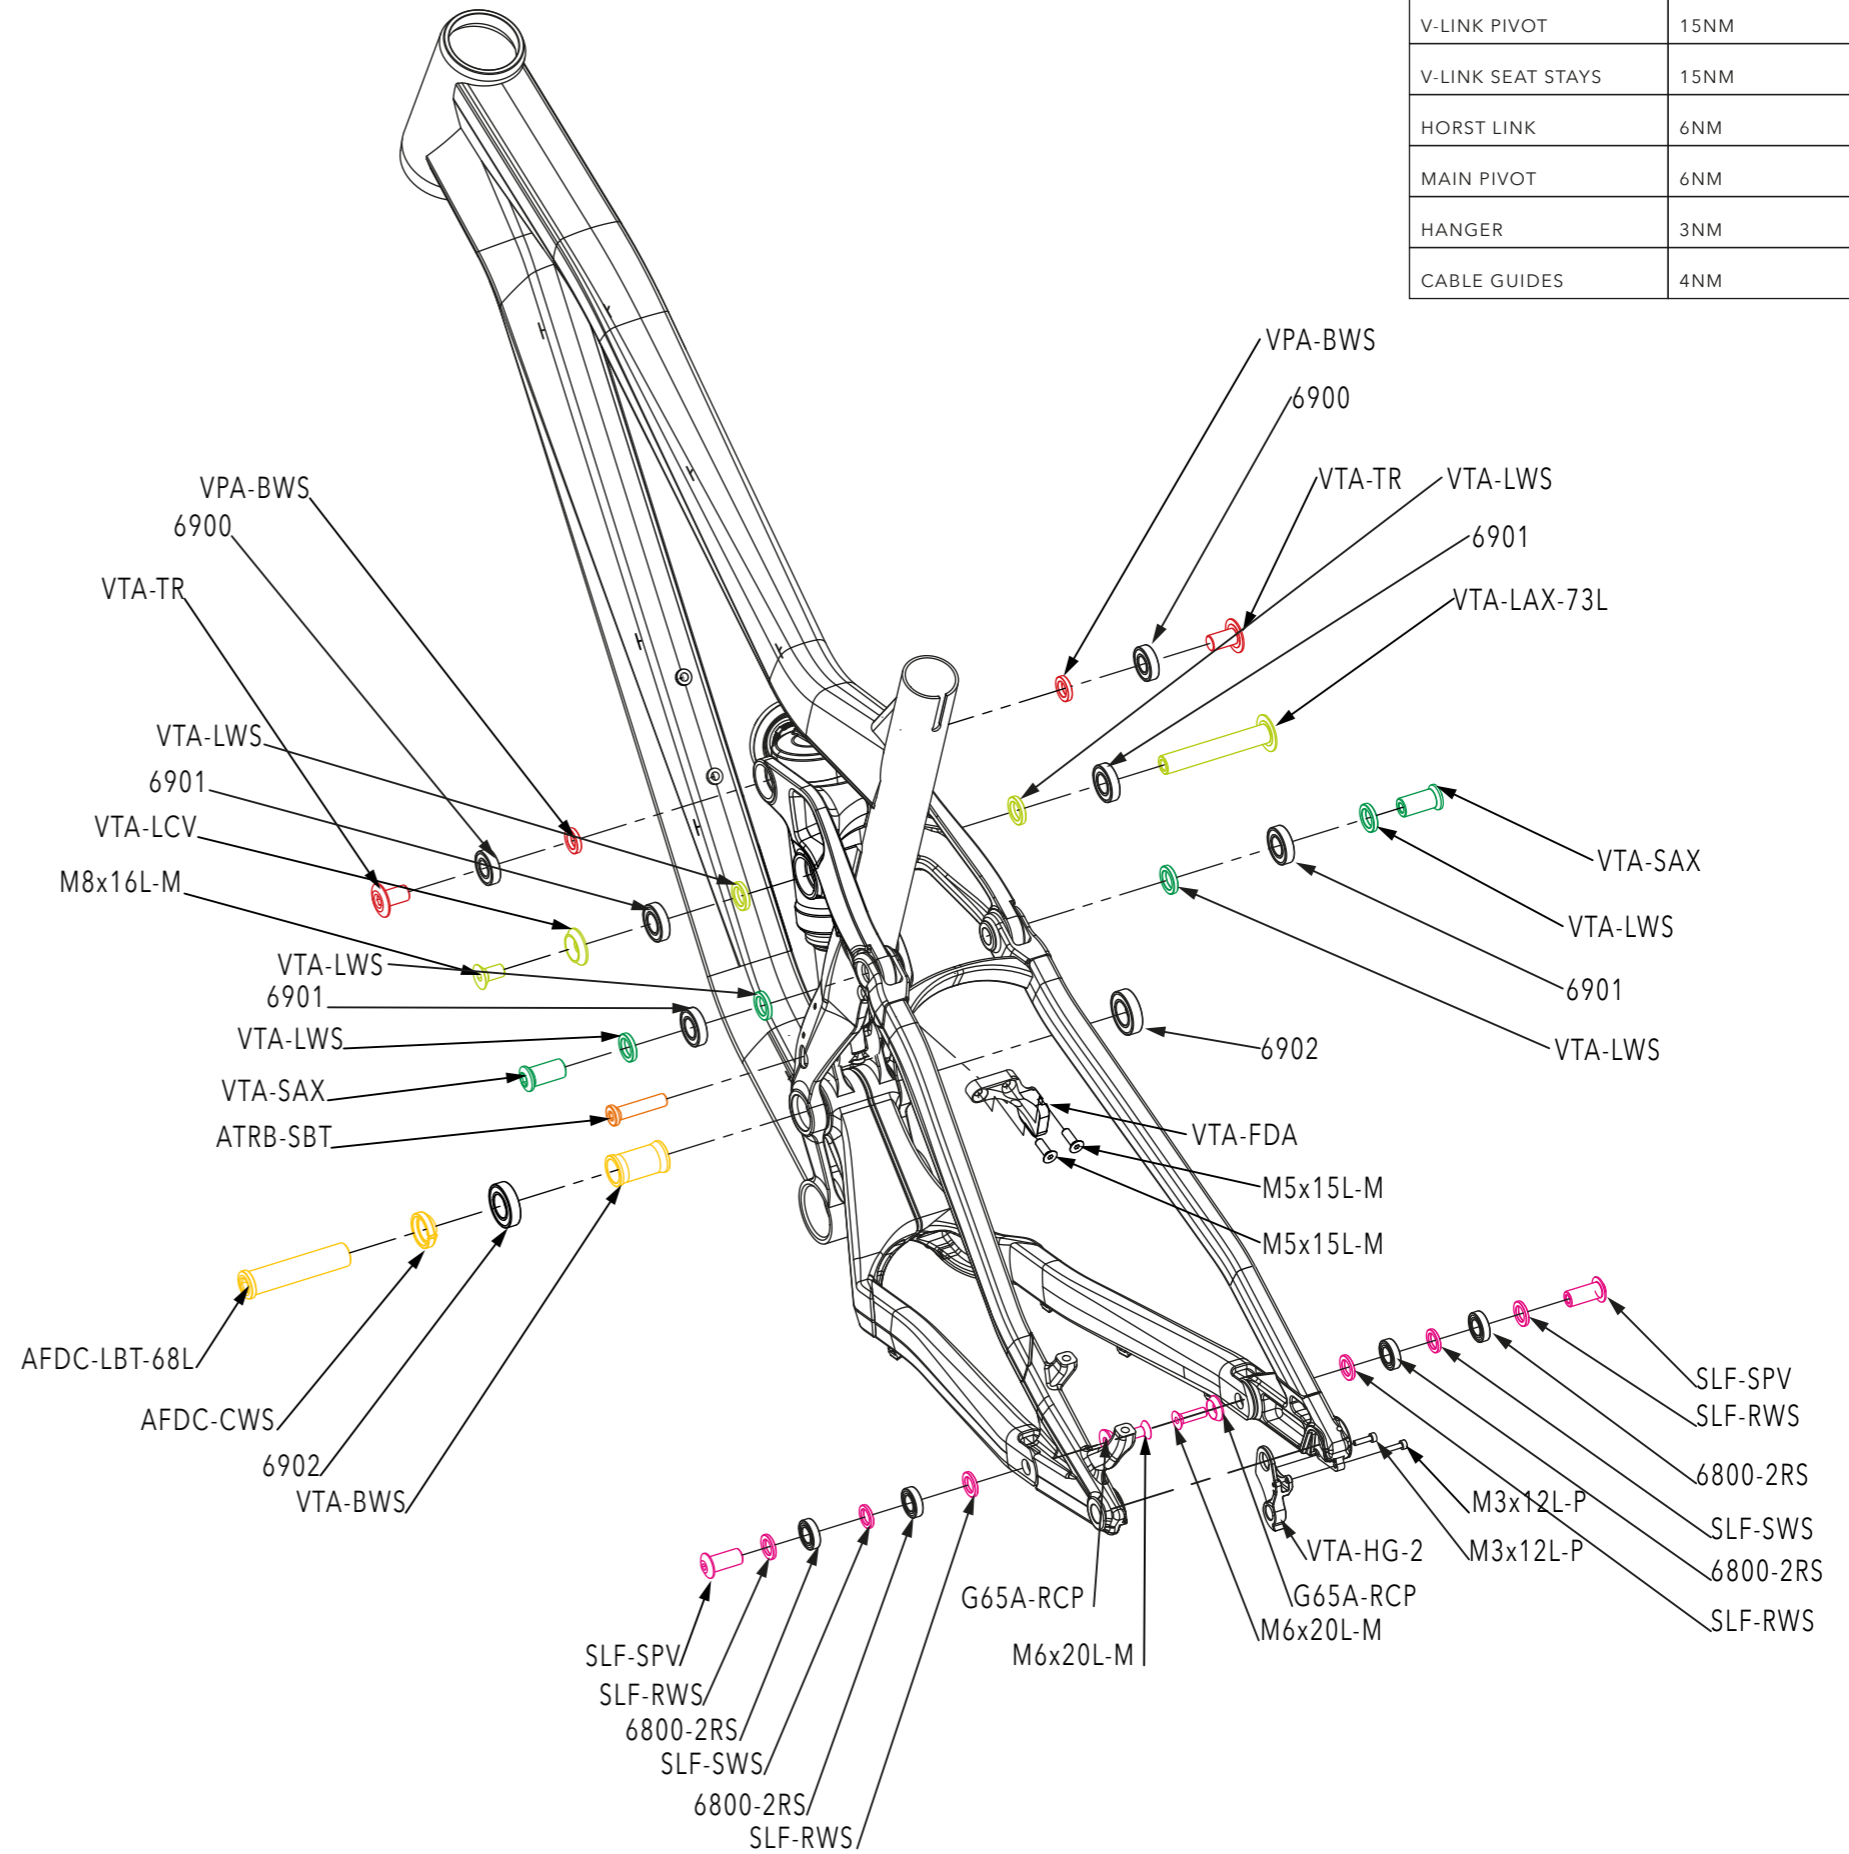 V-LINK PIVOT 15NM
V-LINK SEAT STAYS 15NM
HORST LINK 6NM
MAIN PIVOT 6NM
HANGER 3NM
CABLE GUIDES 4NM
VPA-BWS
6900
VTA-TR
VTA-LWS
6901
VTA-LAX-73L
VPA-BWS
6900
VTA-TR
VTA-LWS
6901
VTA-LCV
M8x16L-M
VTA-LWS
6901
VTA-LWS
VTA-SAX
ATRB-SBT
VTA-SAX
VTA-LWS
6901
VTA-LWS
6902
VTA-FDA
M5x15L-M
M5x15L-M
AFDC-LBT-68L
AFDC-CWS
6902
VTA-BWS
SLF-SPV
SLF-RWS
6800-2RS
SLF-SWS
6800-2RS
SLF-RWS
M3x12L-P
M3x12L-P
VTA-HG-2
G65A-RCP
M6x20L-M
G65A-RCP
M6x20L-M
SLF-SPV
SLF-RWS
6800-2RS
SLF-SWS
6800-2RS
SLF-RWS